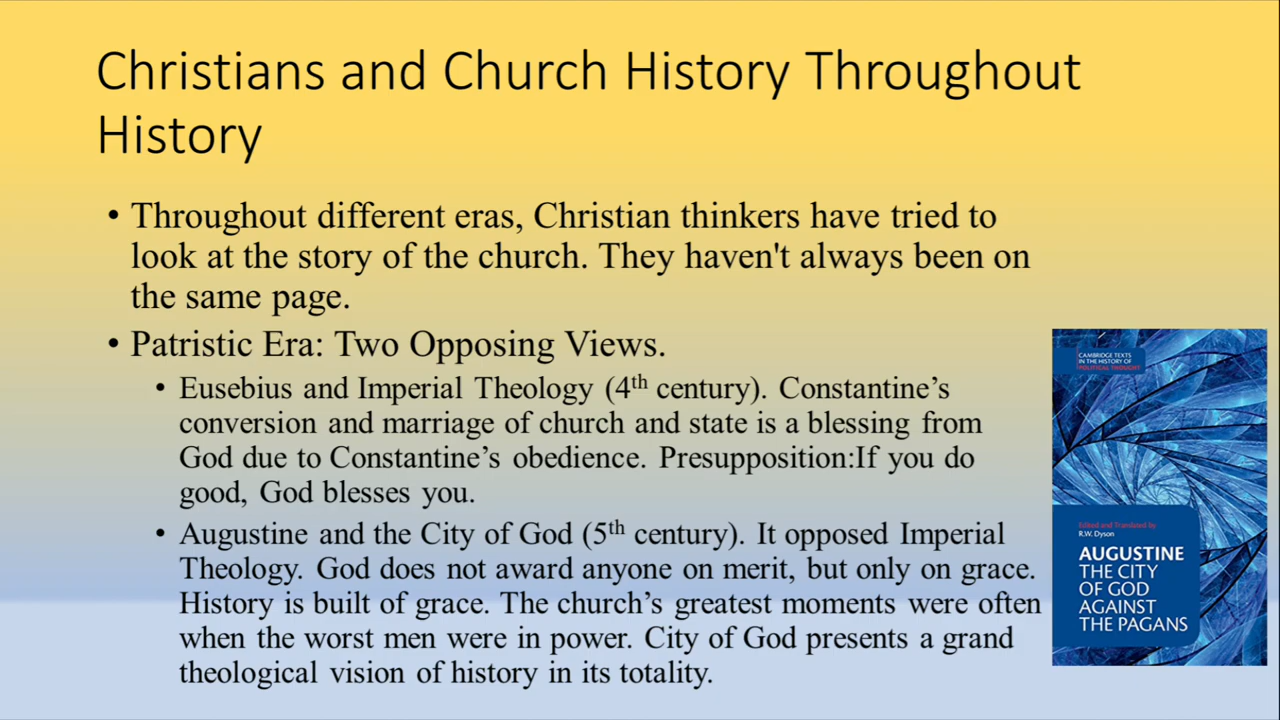 Christians and Church History Throughout
History
• Throughout different eras, Christian thinkers have tried to
look at the story of the church. They haven't always been on
the same page.
• Patristic Era: Two Opposing Views.
• Eusebius and Imperial Theology (4th century). Constantine’s
conversion and marriage of church and state is a blessing from
God due to Constantine’s obedience. Presupposition:If you do
good, God blesses you.
• Augustine and the City of God (5th century). It opposed Imperial
Theology. God does not award anyone on merit, but only on grace.
History is built of grace. The church’s greatest moments were often
when the worst men were in power. City of God presents a grand
theological vision of history in its totality.
CAMBRIDGE TEXTS
IN THE HISTORY OF
POLITICAL THOUGHT
Edited and Translated by
R.W. Dyson
AUGUSTINE
THE CITY
OF GOD
AGAINST
THE PAGANS